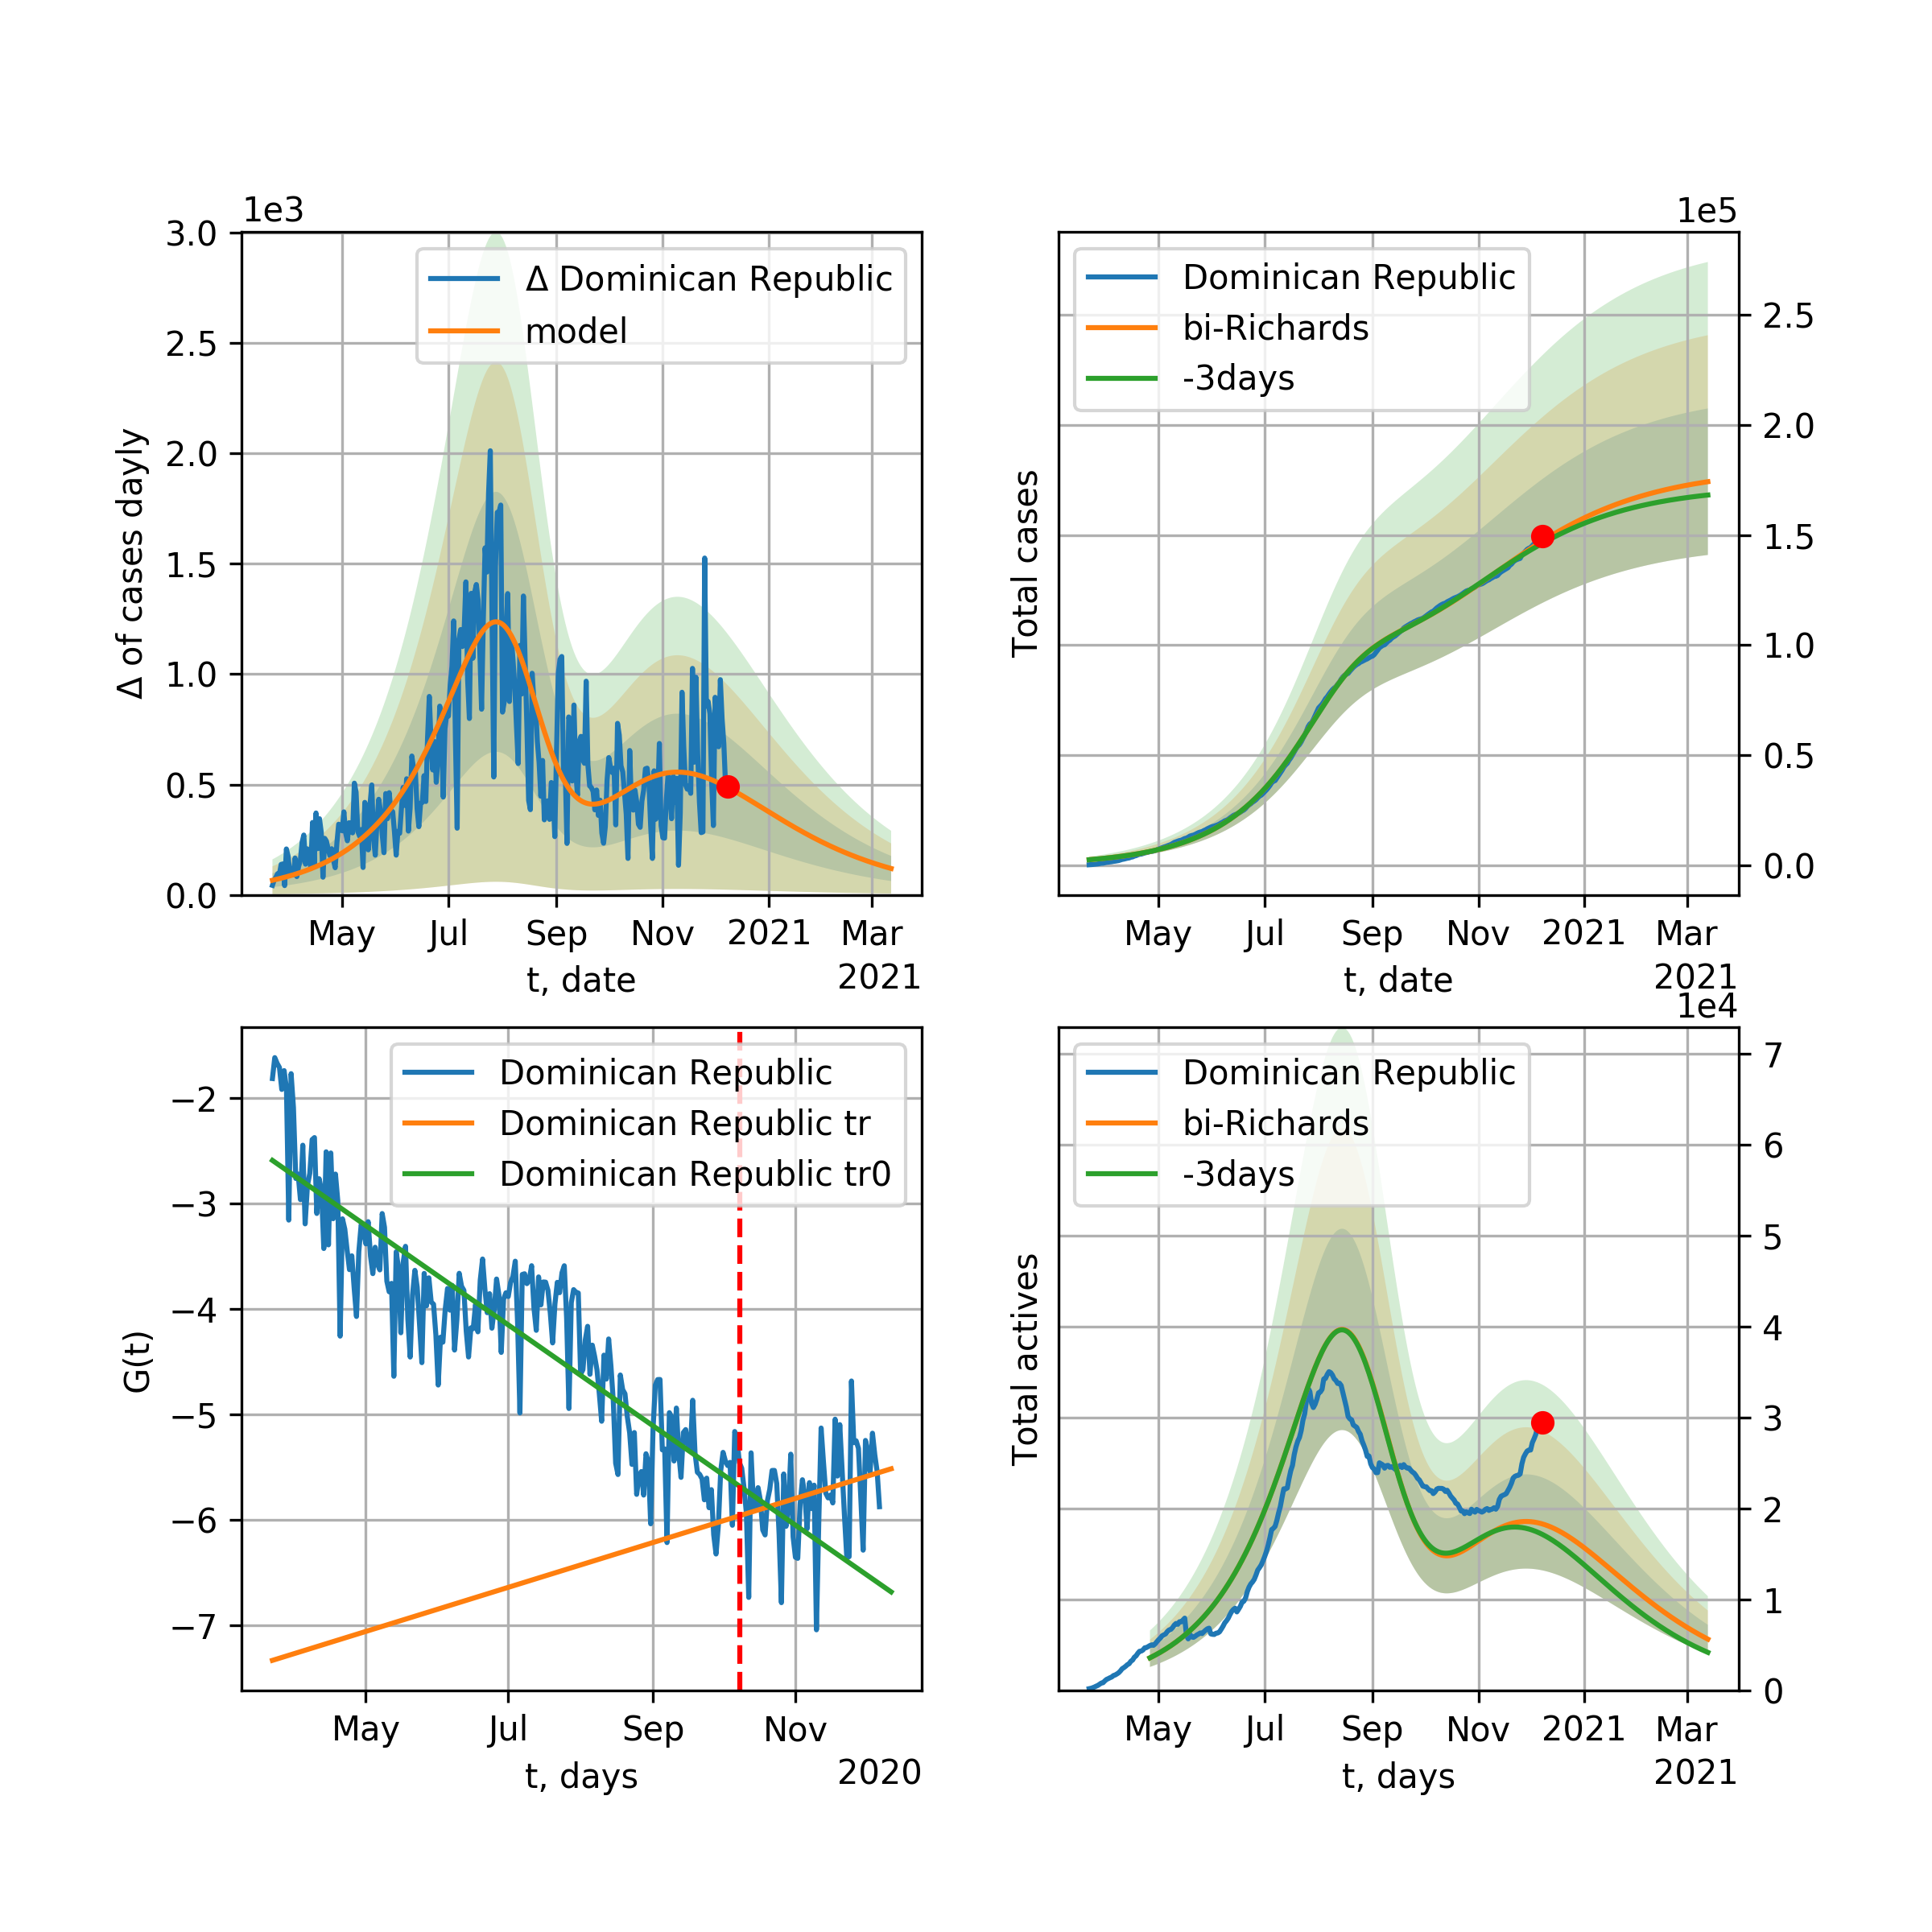 1e3
3.0
2.5
2.0
1.5
1.0
0.5
0.0
Δ of cases dayly
Δ Dominican Republic
model
May Jul Sep Nov 2021 Mar
t, date
2021
1e5
Total cases
Dominican Republic
bi-Richards
-3days
2.5
2.0
1.5
1.0
0.5
0.0
May Jul Sep Nov 2021 Mar
t, date
2021
−2
−3
−4
−5
−6
−7
G(t)
Dominican Republic
Dominican Republic tr
Dominican Republic tr0
May Jul Sep Nov
t, days
2020
1e4
Total actives
Dominican Republic
bi-Richards
-3days
7
6
5
4
3
2
1
0
May Jul Sep Nov 2021 Mar
t, days
2021